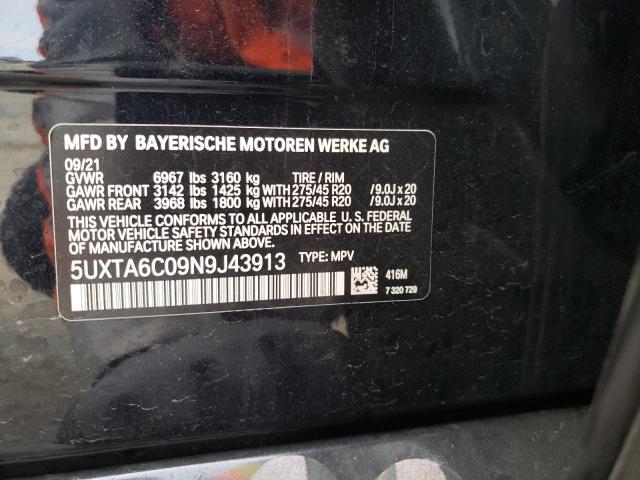 MFD BY BAYERISCHE MOTOREN WERKE AG
09/21
GVWR 6967 lbs 3160 kg TIRE / RIM
GAWR FRONT 3142 lbs 1425 kg WITH 275/45 R20 /9.0J x 20
GAWR REAR 3968 lbs 1800 kg WITH 275/45 R20 /9.0J x 20
THIS VEHICLE CONFORMS TO ALL APPLICABLE U. S. FEDERAL
MOTOR VEHICLE SAFETY STANDARDS IN EFFECT ON THE DATE
OF MANUFACTURE SHOWN ABOVE.
5UXTA6C09N9J43913 TYPE: MPV
416M
7 320 729